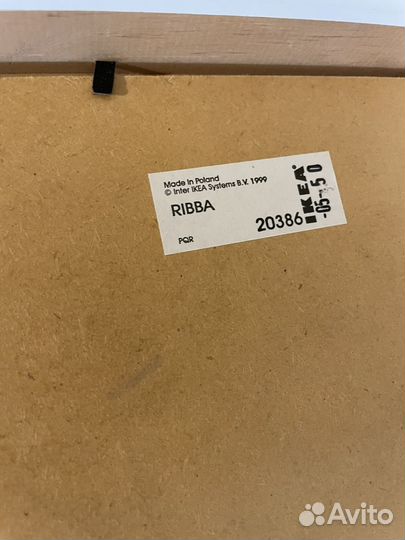 Made in Poland
© Inter IKEA Systems B.V. 1999
RIBBA
20386
PQR
IKEA
Avito